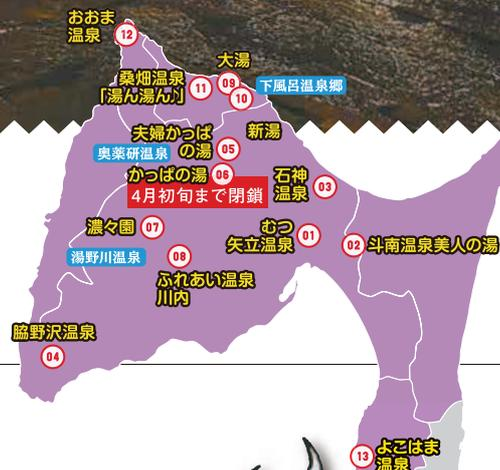 おおま
温泉
12
大湯
桑畑温泉
「湯ん湯ん♪」
11
09
10
下風呂温泉郷
新湯
夫婦かっぱ
の湯
05
奥薬研温泉
かっぱの湯
06
4月初旬まで閉鎖
石神
温泉
03
濃々園
07
むつ
矢立温泉
01
02
斗南温泉美人の湯
湯野川温泉
08
ふれあい温泉
川内
脇野沢温泉
04
13
よこはま
温泉